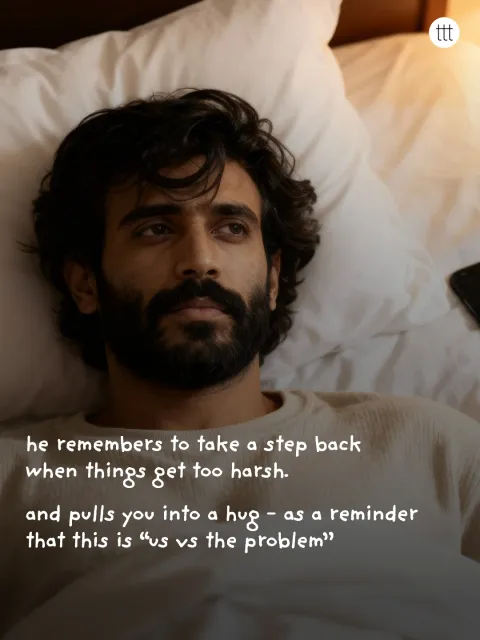 ttt
he remembers to take a step back
when things get too harsh.
and pulls you into a hug - as a reminder
that this is “us vs the problem”